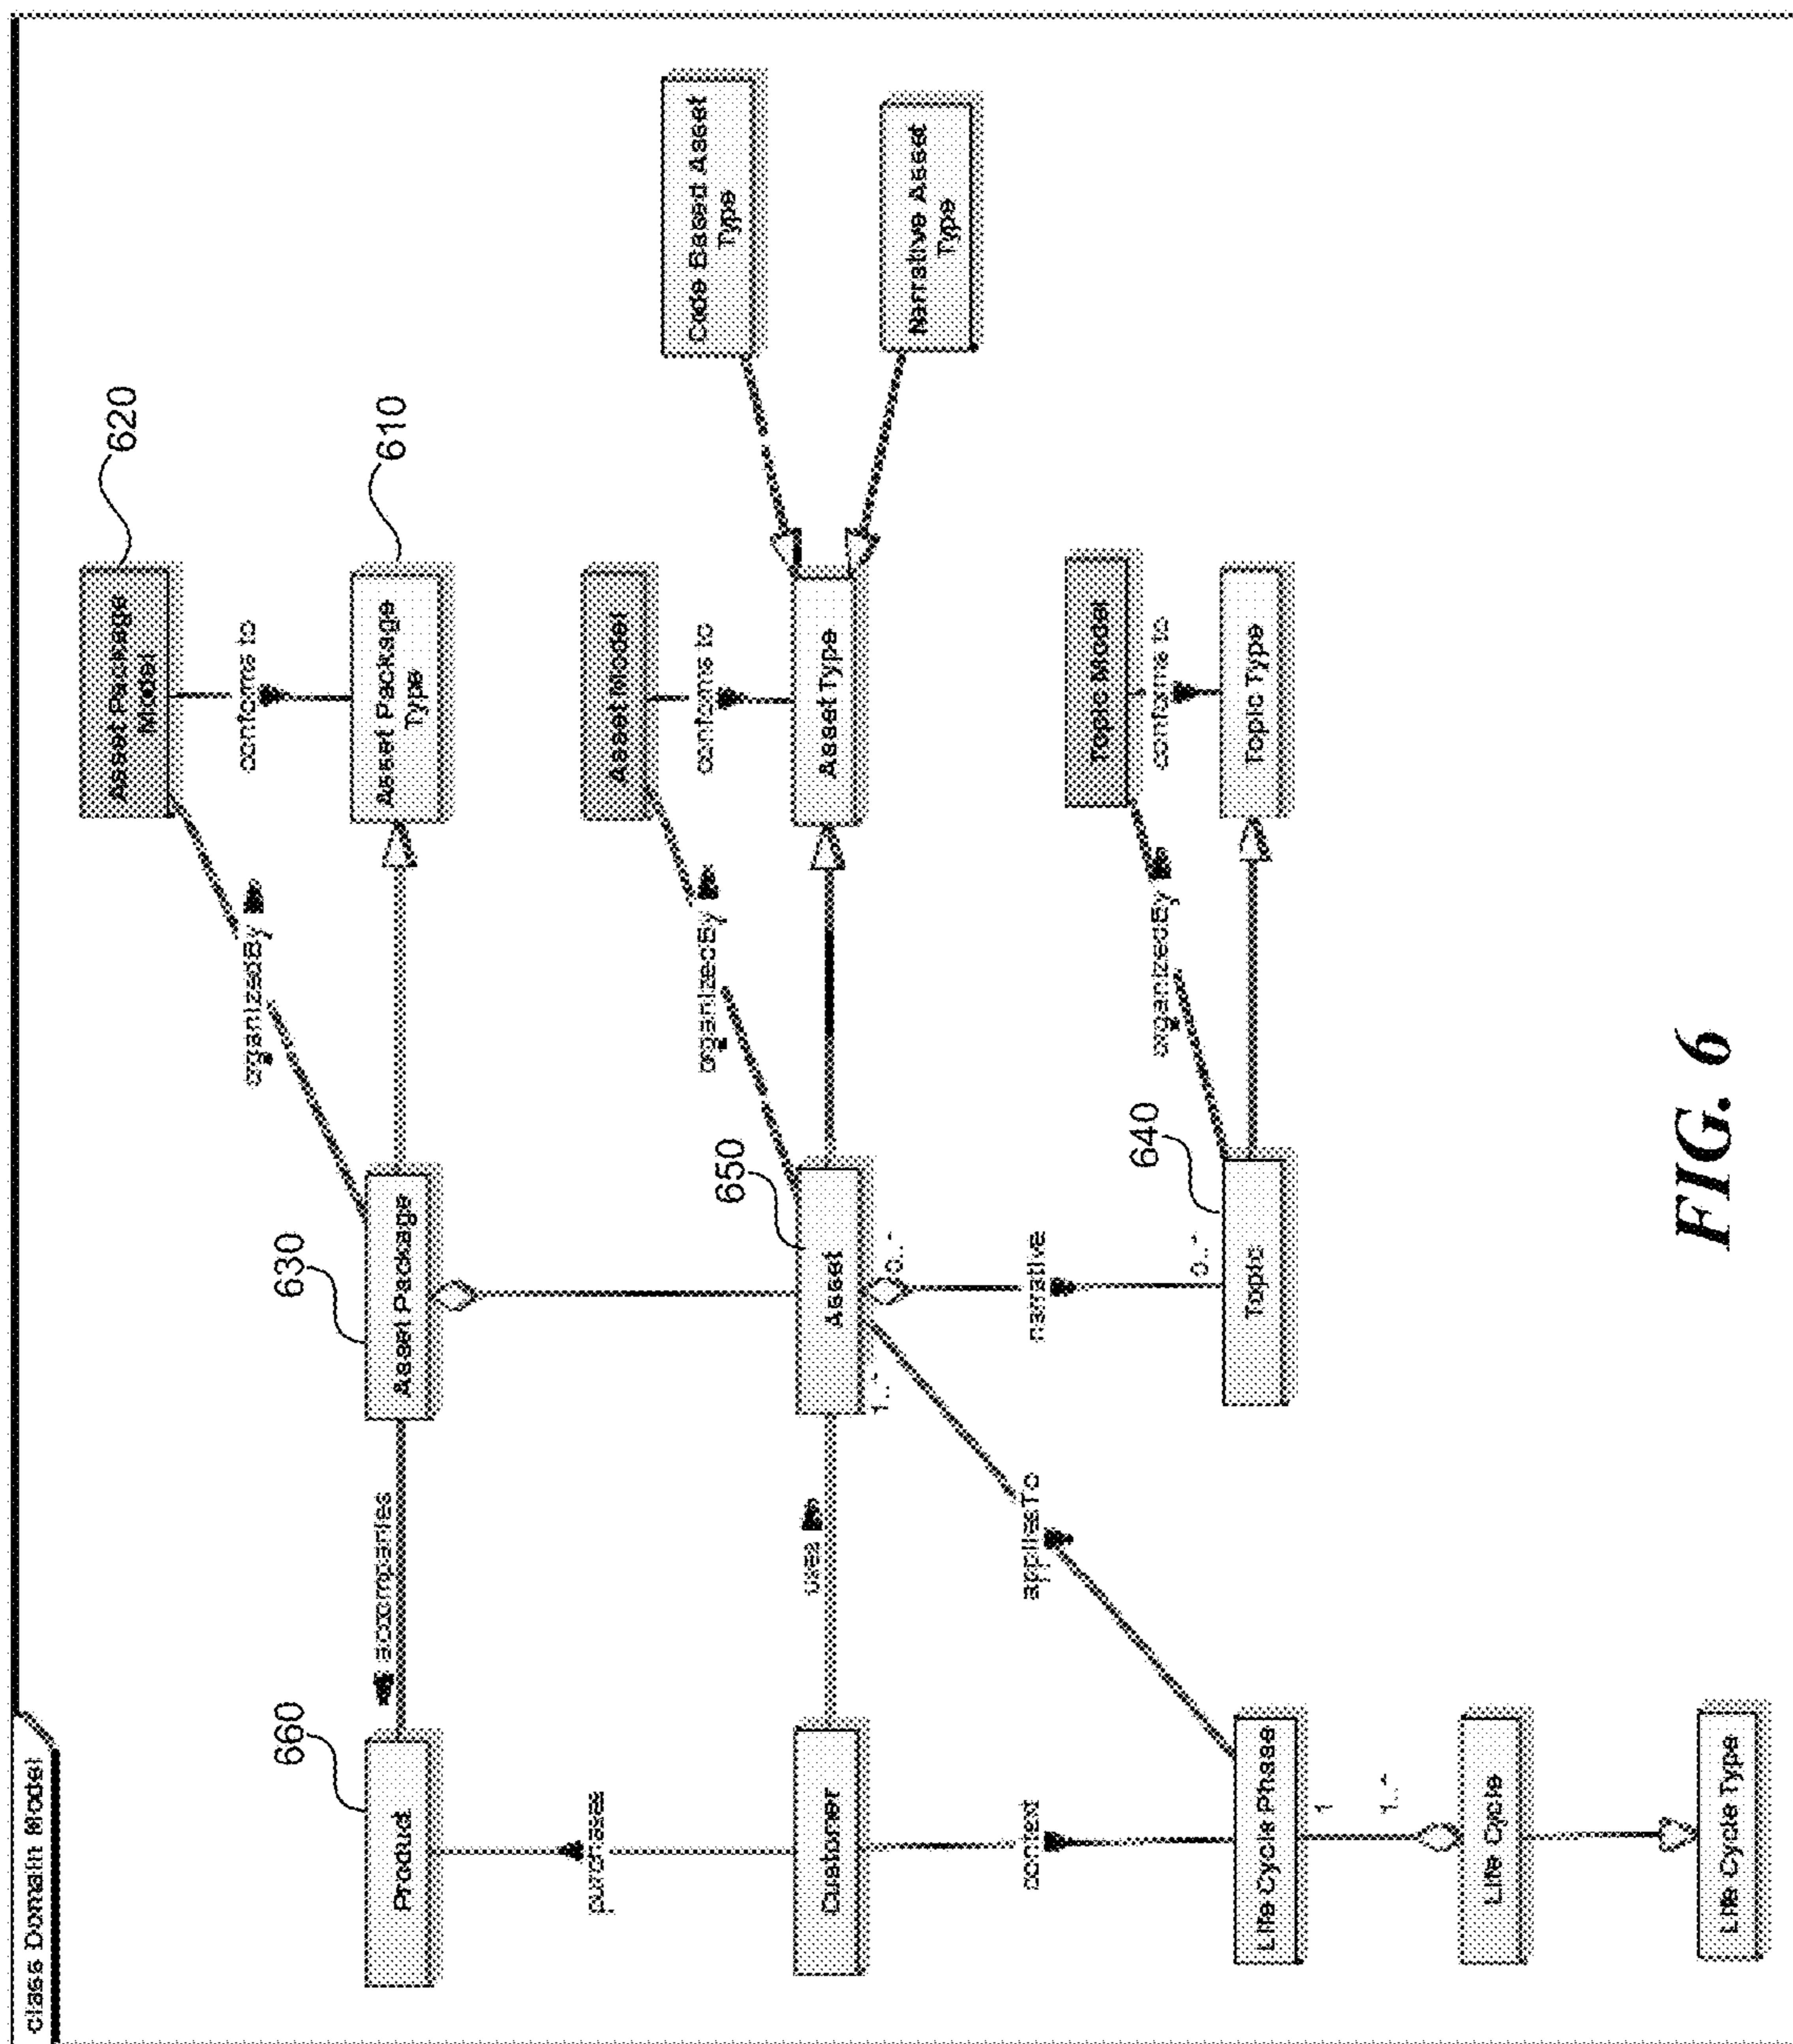 class Domain Model
620
Asset Package
Model
conforms to
610
Asset Package
Type
organizedBy
630
Asset Package
accompanies
660
Product
purchases
Code Based Asset
Type
Narrative Asset
Type
Asset Model
conforms to
Asset Type
organizedBy
650
Asset
0..*
1..*
uses
Customer
narrative
appliesTo
context
Topic Model
conforms to
Topic Type
organizedBy
640
0..*
Topic
Life Cycle Phase
1
1..*
Life Cycle
Life Cycle Type
FIG. 6